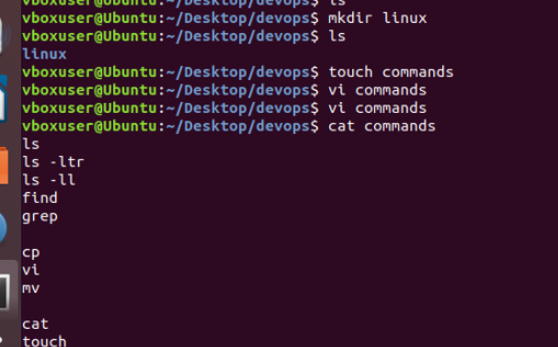 vboxuser@Ubuntu:~/Desktop/devops$ ls
vboxuser@Ubuntu:~/Desktop/devops$ mkdir linux
vboxuser@Ubuntu:~/Desktop/devops$ ls
linux
vboxuser@Ubuntu:~/Desktop/devops$ touch commands
vboxuser@Ubuntu:~/Desktop/devops$ vi commands
vboxuser@Ubuntu:~/Desktop/devops$ vi commands
vboxuser@Ubuntu:~/Desktop/devops$ cat commands
ls
ls -ltr
ls -ll
find
grep
cp
vi
mv
cat
touch